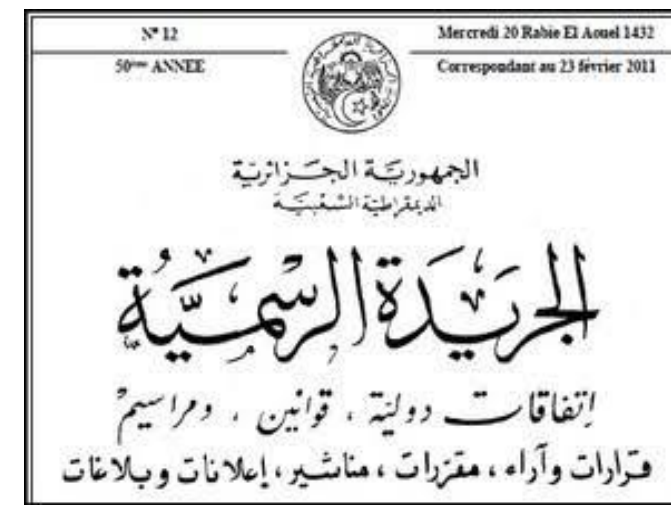 N° 12
Mercredi 20 Rabie El Aouel 1432
50ème ANNEE
Correspondant au 23 février 2011
الجمهورية الجزائرية
الديمقراطية الشعبية
الجريدة الرسمية
إتفاقات دولية ، قوانين ، ومراسيم
قرارات وآراء ، مقررات ، مناشير ، إعلانات وبلاغات